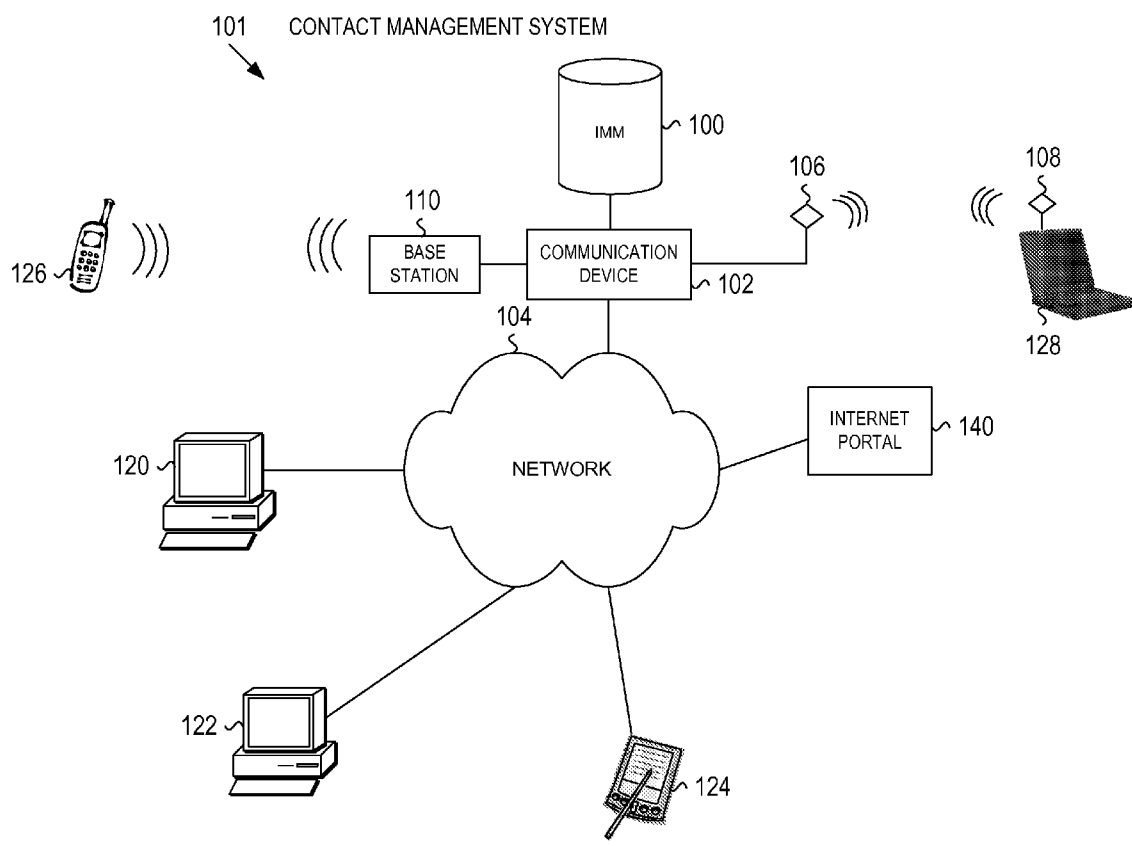 101 CONTACT MANAGEMENT SYSTEM
IMM
100
106
108
110
BASE
STATION
COMMUNICATION
DEVICE
102
126
128
104
NETWORK
INTERNET
PORTAL
140
120
122
124